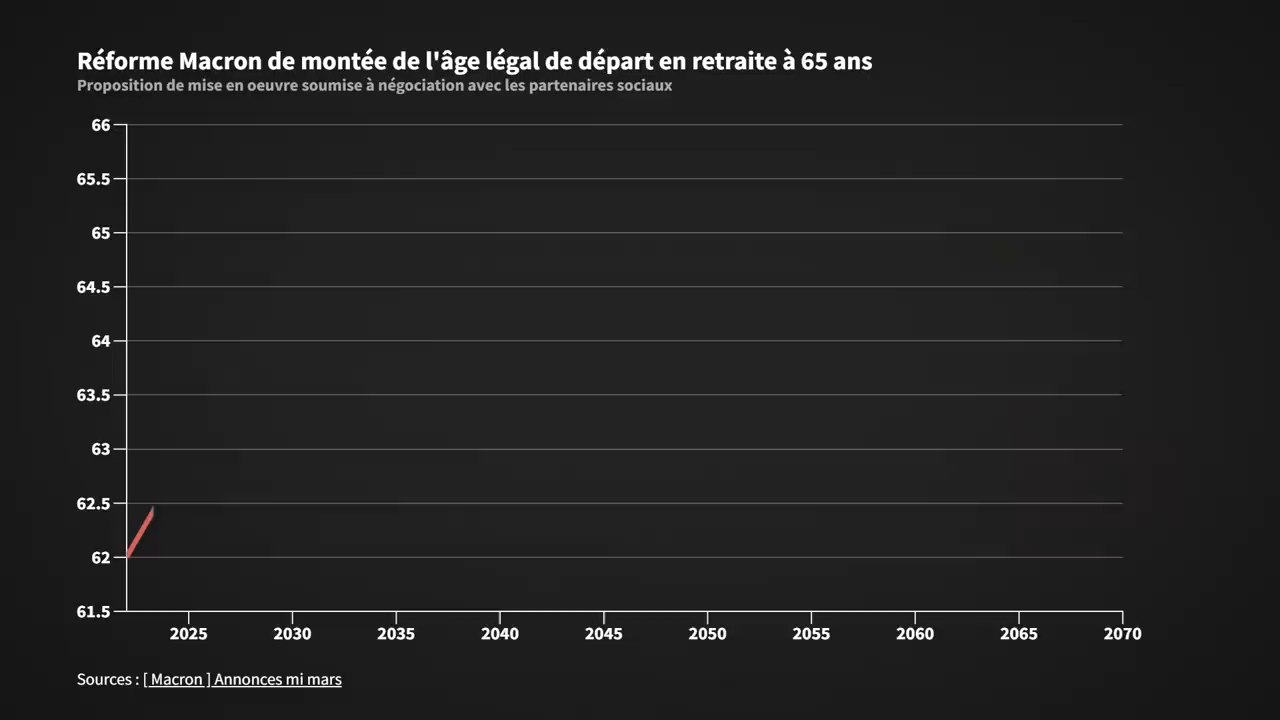 Réforme Macron de montée de l'âge légal de départ en retraite à 65 ans
Proposition de mise en oeuvre soumise à négociation avec les partenaires sociaux
66
65.5
65
64.5
64
63.5
63
62.5
62
61.5
2025 2030 2035 2040 2045 2050 2055 2060 2065 2070
Sources : [ Macron ] Annonces mi mars